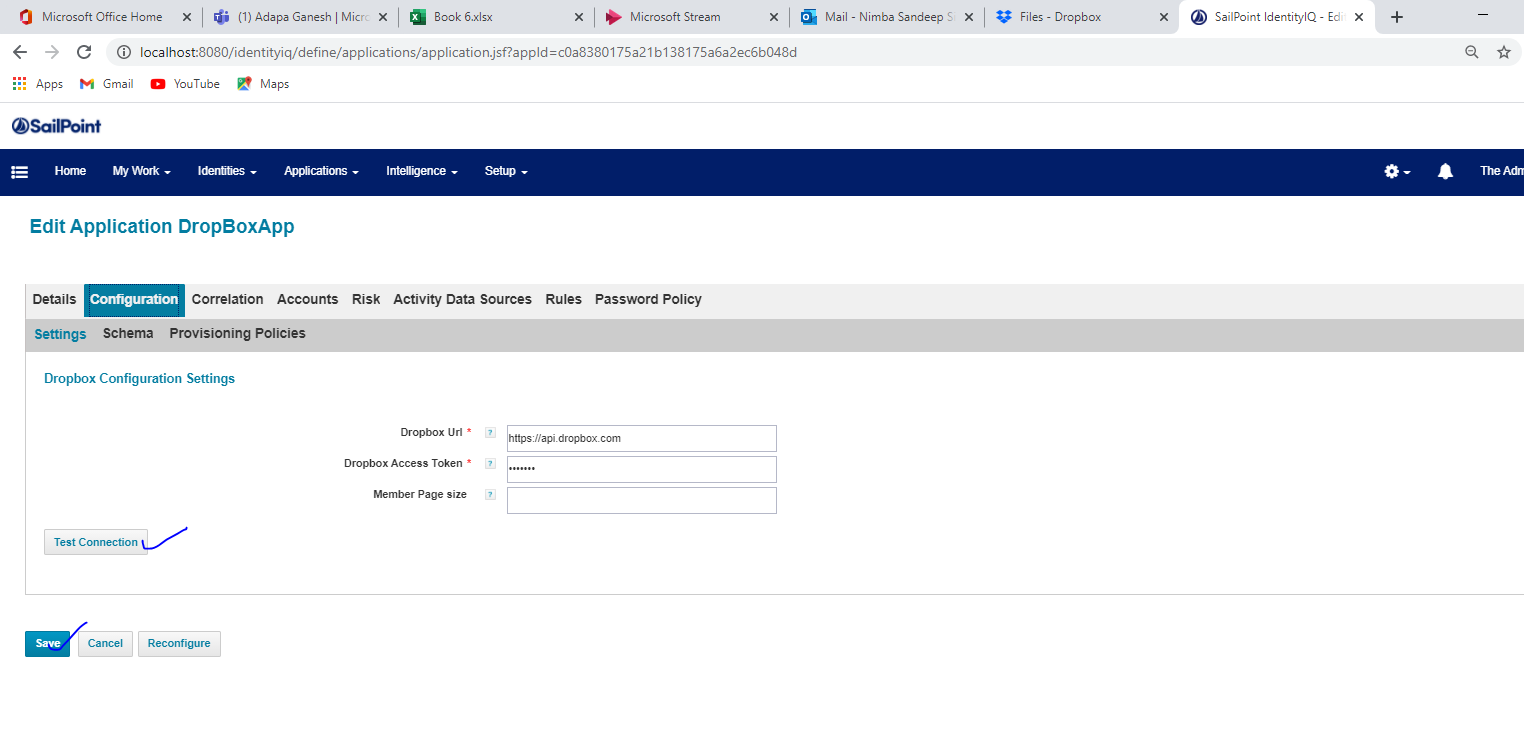 Microsoft Office Home
(1) Adapa Ganesh | Micro
Book 6.xlsx
Microsoft Stream
Mail - Nimba Sandeep S
Files - Dropbox
SailPoint IdentityIQ - Edi
localhost:8080/identityiq/define/applications/application.jsf?appId=c0a8380175a21b138175a6a2ec6b048d
Apps Gmail YouTube Maps
SailPoint
Home My Work Identities Applications Intelligence Setup The Adm
Edit Application DropBoxApp
Details Configuration Correlation Accounts Risk Activity Data Sources Rules Password Policy
Settings Schema Provisioning Policies
Dropbox Configuration Settings
Dropbox Url * ? https://api.dropbox.com
Dropbox Access Token * ? •••••••
Member Page size ?
Test Connection
Save Cancel Reconfigure